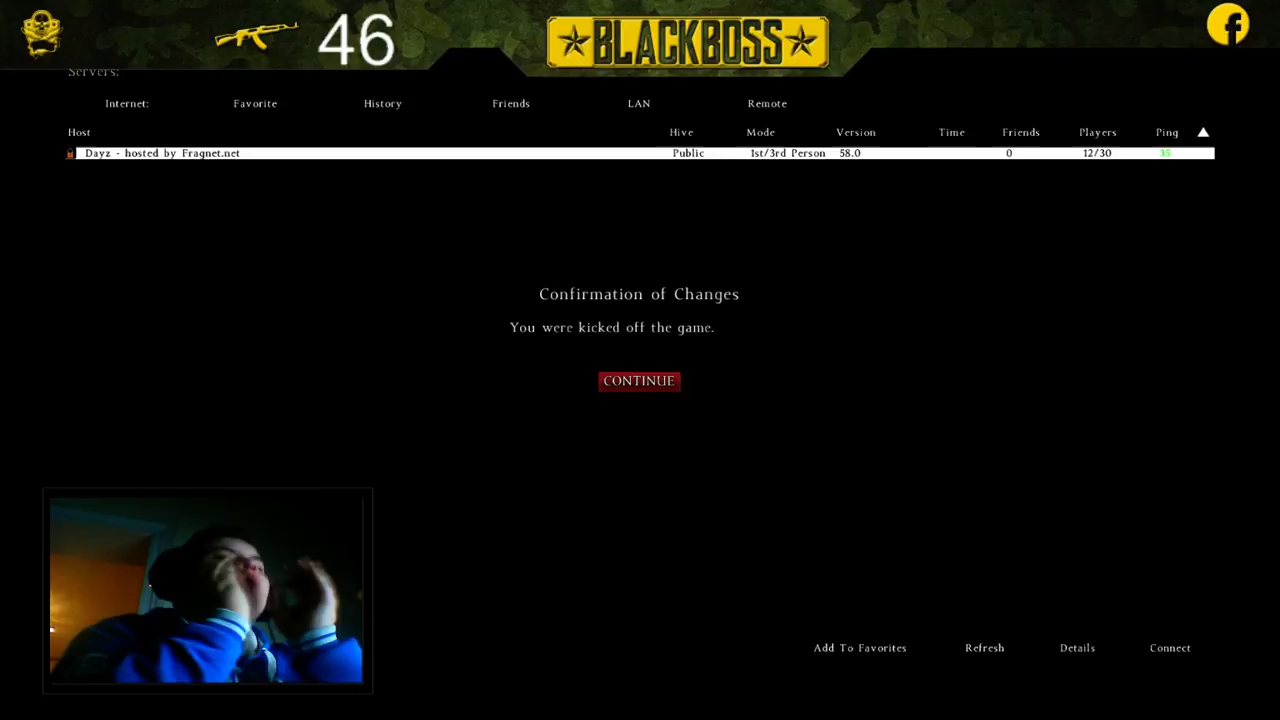 46
BLACKBOSS
f
Servers:
Internet: Favorite History Friends LAN Remote
Host Hive Mode Version Time Friends Players Ping
Dayz - hosted by Fragnet.net Public 1st/3rd Person 58.0 0 12/30 35
Confirmation of Changes
You were kicked off the game.
CONTINUE
Add To Favorites Refresh Details Connect